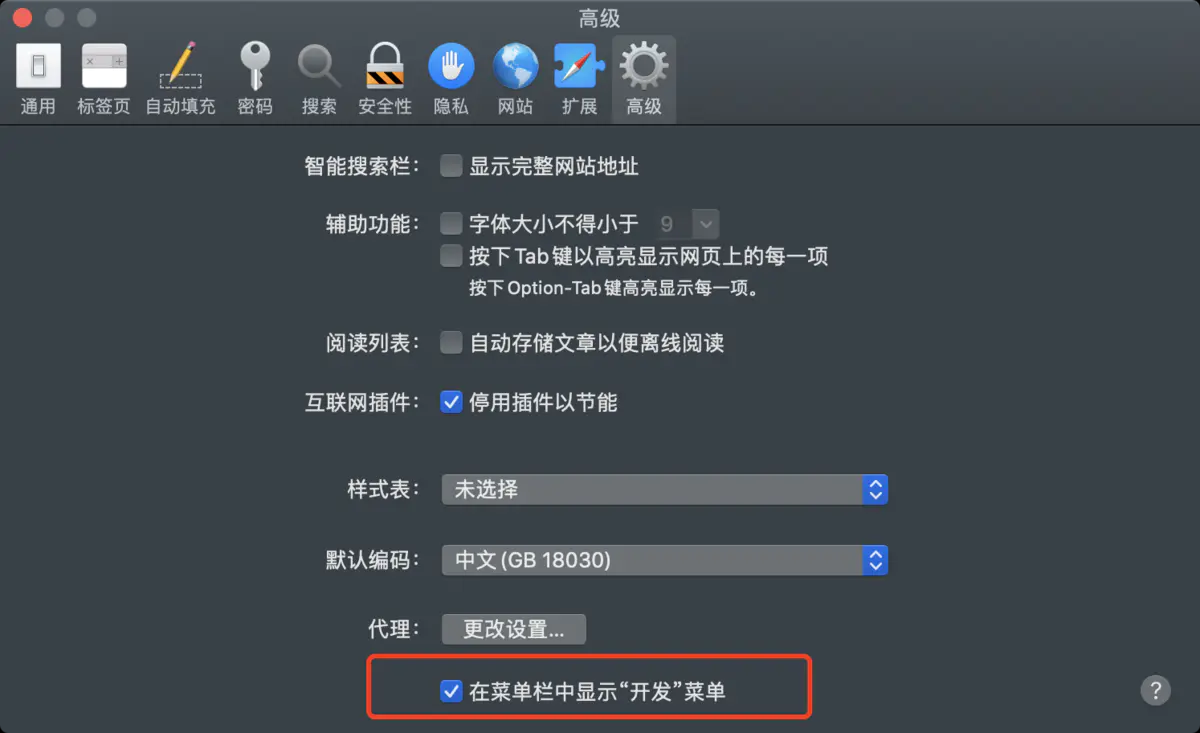 高级
通用 标签页 自动填充 密码 搜索 安全性 隐私 网站 扩展 高级
智能搜索栏: 显示完整网站地址
辅助功能: 字体大小不得小于 9
按下 Tab 键以高亮显示网页上的每一项
按下 Option-Tab 键高亮显示每一项。
阅读列表: 自动存储文章以便离线阅读
互联网插件: 停用插件以节能
样式表: 未选择
默认编码: 中文 (GB 18030)
代理: 更改设置...
在菜单栏中显示“开发”菜单
?